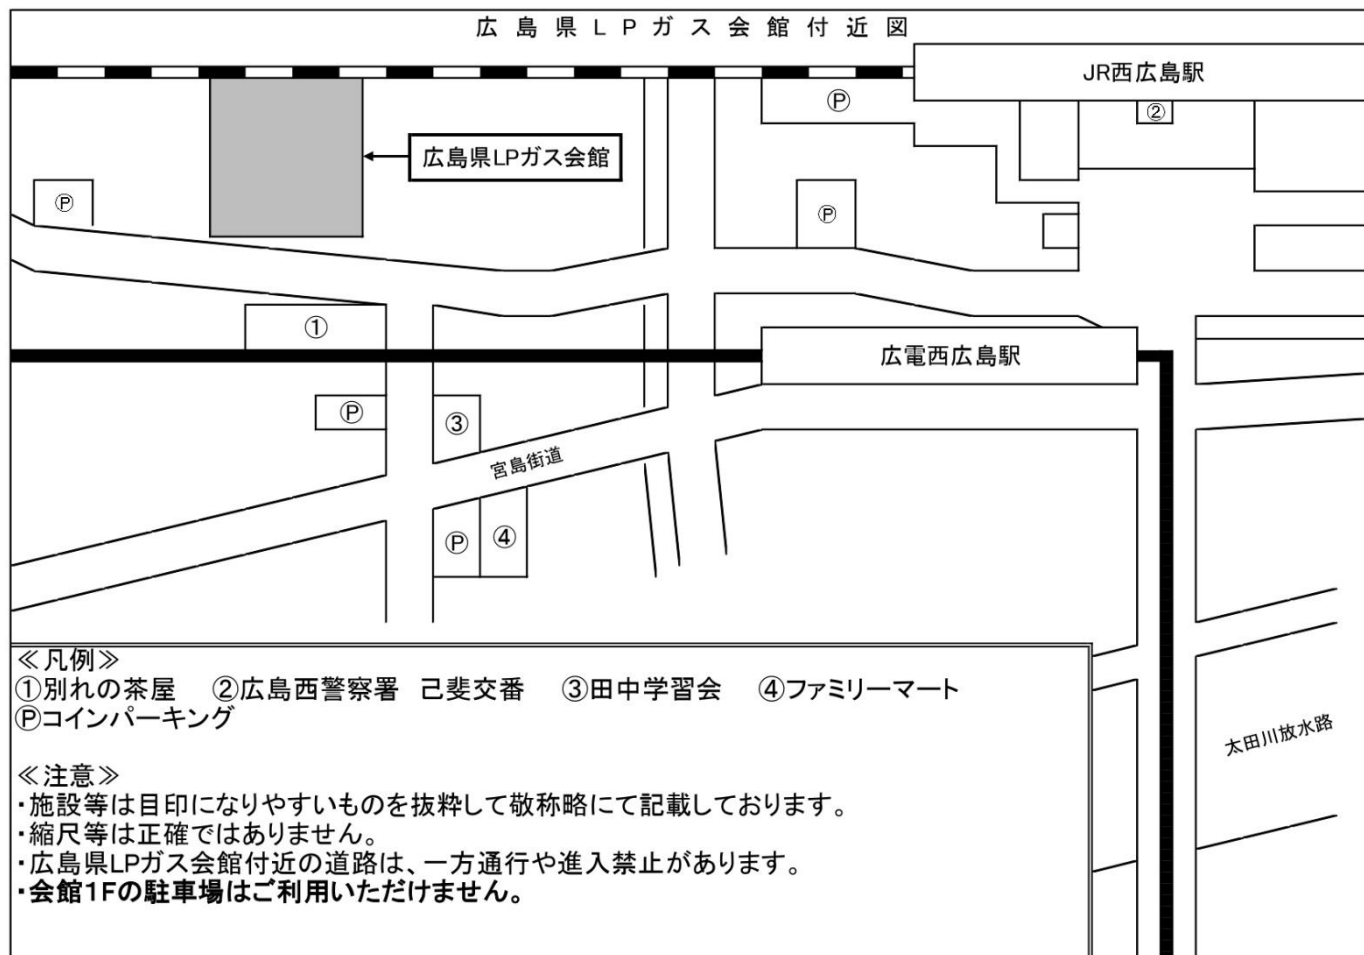 広島県ＬＰガス会館付近図
JR西広島駅
Ⓟ
②
広島県LPガス会館
Ⓟ
Ⓟ
①
広電西広島駅
Ⓟ
③
宮島街道
Ⓟ
④
≪凡例≫
①別れの茶屋　②広島西警察署　己斐交番　③田中学習会　④ファミリーマート
Ⓟコインパーキング
太田川放水路
≪注意≫
・施設等は目印になりやすいものを抜粋して敬称略にて記載しております。
・縮尺等は正確ではありません。
・広島県LPガス会館付近の道路は、一方通行や進入禁止があります。
・会館1Fの駐車場はご利用いただけません。